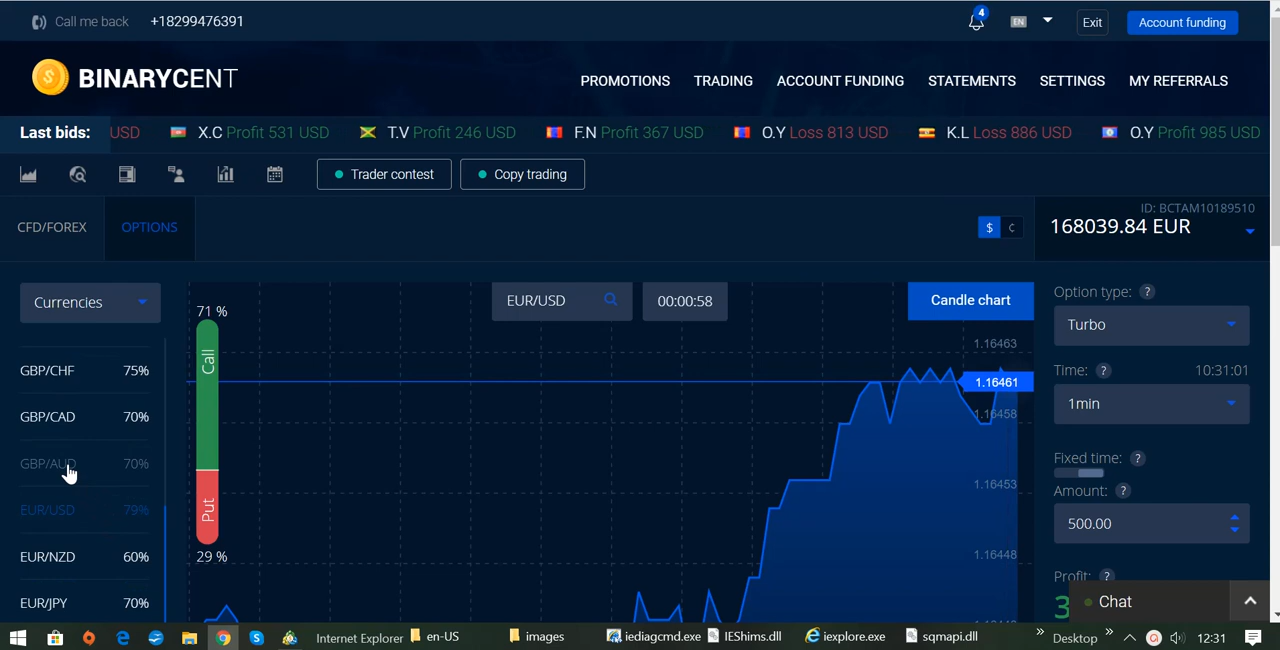 Call me back +18299476391 4 EN Exit Account funding
$ BINARYCENT PROMOTIONS TRADING ACCOUNT FUNDING STATEMENTS SETTINGS MY REFERRALS
Last bids: USD X.C Profit 531 USD T.V Profit 246 USD F.N Profit 367 USD O.Y Loss 813 USD K.L Loss 886 USD O.Y Profit 985 USD
Trader contest Copy trading
ID: BCTAM10189510
CFD/FOREX OPTIONS $ ¢ 168039.84 EUR
Currencies
GBP/CHF 75%
GBP/CAD 70%
GBP/AUD 70%
EUR/USD 79%
EUR/NZD 60%
EUR/JPY 70%
71 %
Call
Put
29 %
EUR/USD 00:00:58 Candle chart
1.16463
1.16461
1.16458
1.16453
1.16448
Option type: ?
Turbo
Time: ? 10:31:01
1min
Fixed time: ?
Amount: ?
500.00
Profit: ?
Chat
Internet Explorer en-US images iediagcmd.exe IEShims.dll iexplore.exe sqmapi.dll Desktop 12:31